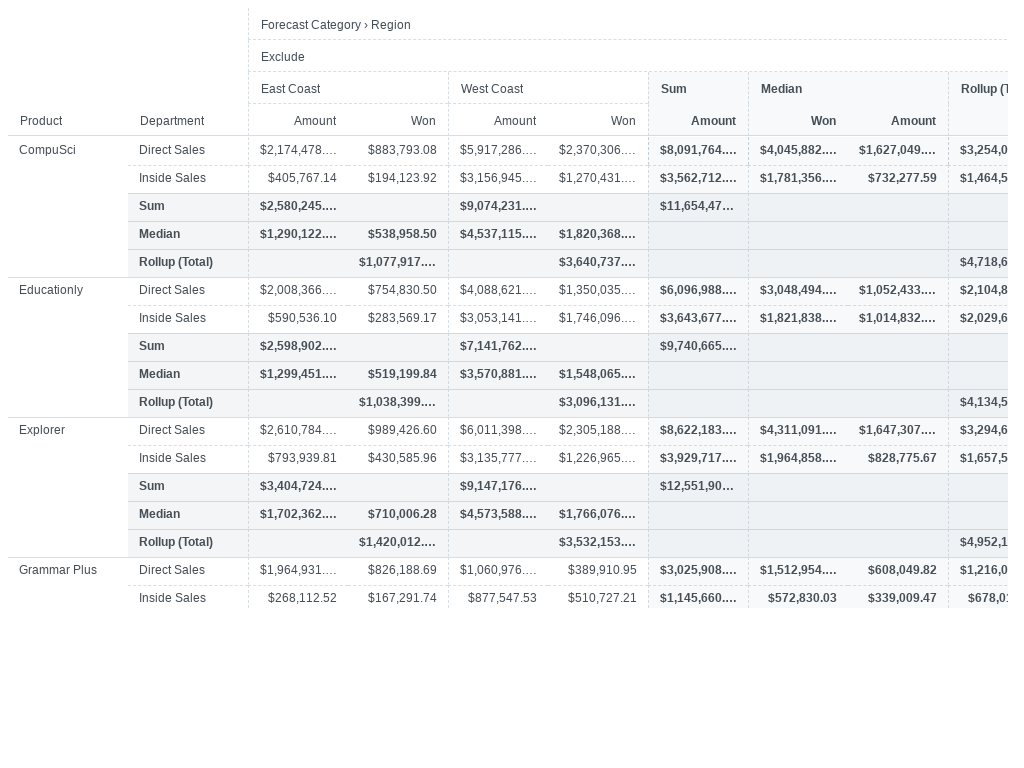 Forecast Category › Region
Exclude
East Coast West Coast Sum Median Rollup (T
Product Department Amount Won Amount Won Amount Won Amount
CompuSci Direct Sales $2,174,478.… $883,793.08 $5,917,286.… $2,370,306.… $8,091,764.… $4,045,882.… $1,627,049.… $3,254,0
Inside Sales $405,767.14 $194,123.92 $3,156,945.… $1,270,431.… $3,562,712.… $1,781,356.… $732,277.59 $1,464,5
Sum $2,580,245.… $9,074,231.… $11,654,47…
Median $1,290,122.… $538,958.50 $4,537,115.… $1,820,368.…
Rollup (Total) $1,077,917.… $3,640,737.… $4,718,6
Educationly Direct Sales $2,008,366.… $754,830.50 $4,088,621.… $1,350,035.… $6,096,988.… $3,048,494.… $1,052,433.… $2,104,8
Inside Sales $590,536.10 $283,569.17 $3,053,141.… $1,746,096.… $3,643,677.… $1,821,838.… $1,014,832.… $2,029,6
Sum $2,598,902.… $7,141,762.… $9,740,665.…
Median $1,299,451.… $519,199.84 $3,570,881.… $1,548,065.…
Rollup (Total) $1,038,399.… $3,096,131.… $4,134,5
Explorer Direct Sales $2,610,784.… $989,426.60 $6,011,398.… $2,305,188.… $8,622,183.… $4,311,091.… $1,647,307.… $3,294,6
Inside Sales $793,939.81 $430,585.96 $3,135,777.… $1,226,965.… $3,929,717.… $1,964,858.… $828,775.67 $1,657,5
Sum $3,404,724.… $9,147,176.… $12,551,90…
Median $1,702,362.… $710,006.28 $4,573,588.… $1,766,076.…
Rollup (Total) $1,420,012.… $3,532,153.… $4,952,1
Grammar Plus Direct Sales $1,964,931.… $826,188.69 $1,060,976.… $389,910.95 $3,025,908.… $1,512,954.… $608,049.82 $1,216,0
Inside Sales $268,112.52 $167,291.74 $877,547.53 $510,727.21 $1,145,660.… $572,830.03 $339,009.47 $678,01